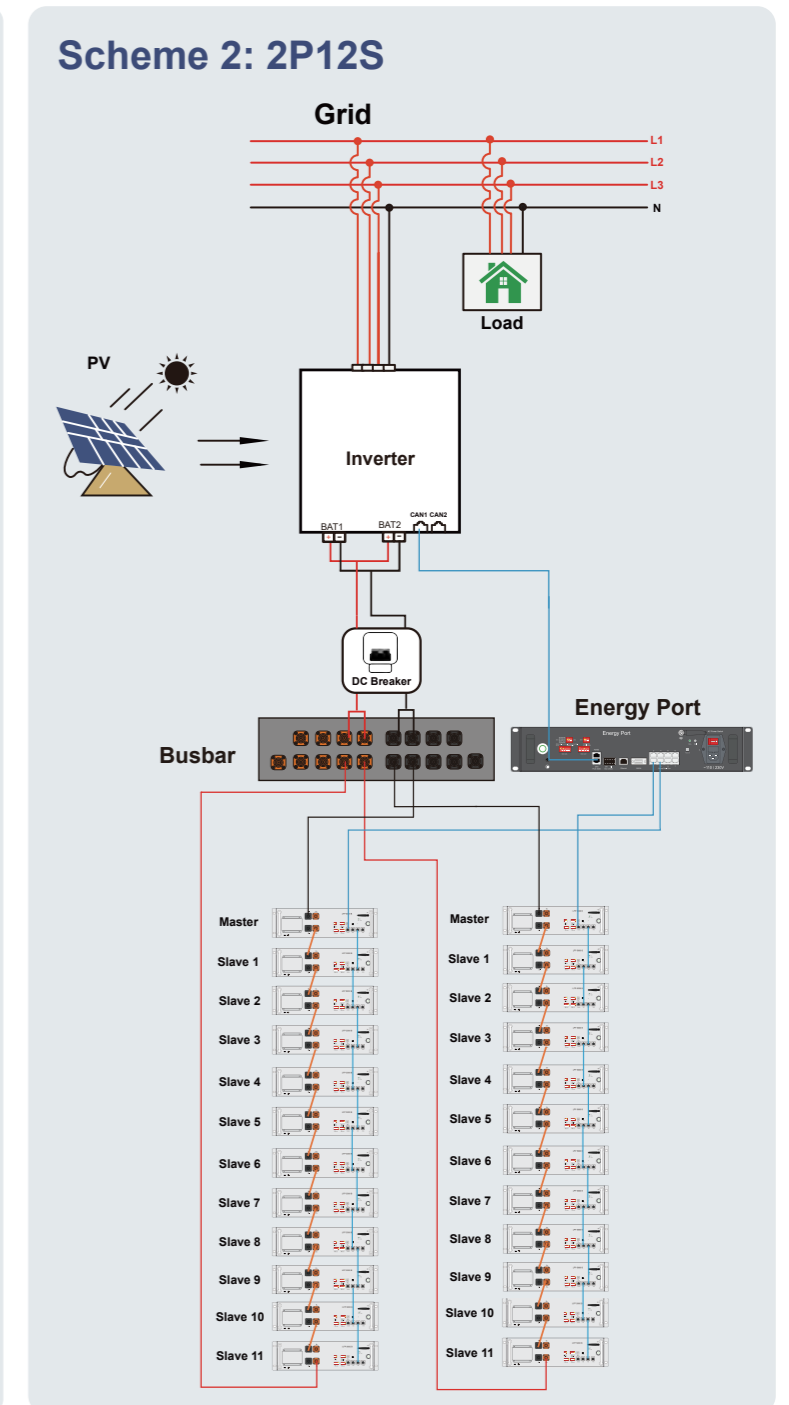 Scheme 2: 2P12S
Grid
L1
L2
L3
N
Load
PV
Inverter
CAN1 CAN2
BAT1
BAT2
+ −
+ −
DC Breaker
Energy Port
Busbar
Energy Port
Master
Slave 1
Slave 2
Slave 3
Slave 4
Slave 5
Slave 6
Slave 7
Slave 8
Slave 9
Slave 10
Slave 11
Master
Slave 1
Slave 2
Slave 3
Slave 4
Slave 5
Slave 6
Slave 7
Slave 8
Slave 9
Slave 10
Slave 11